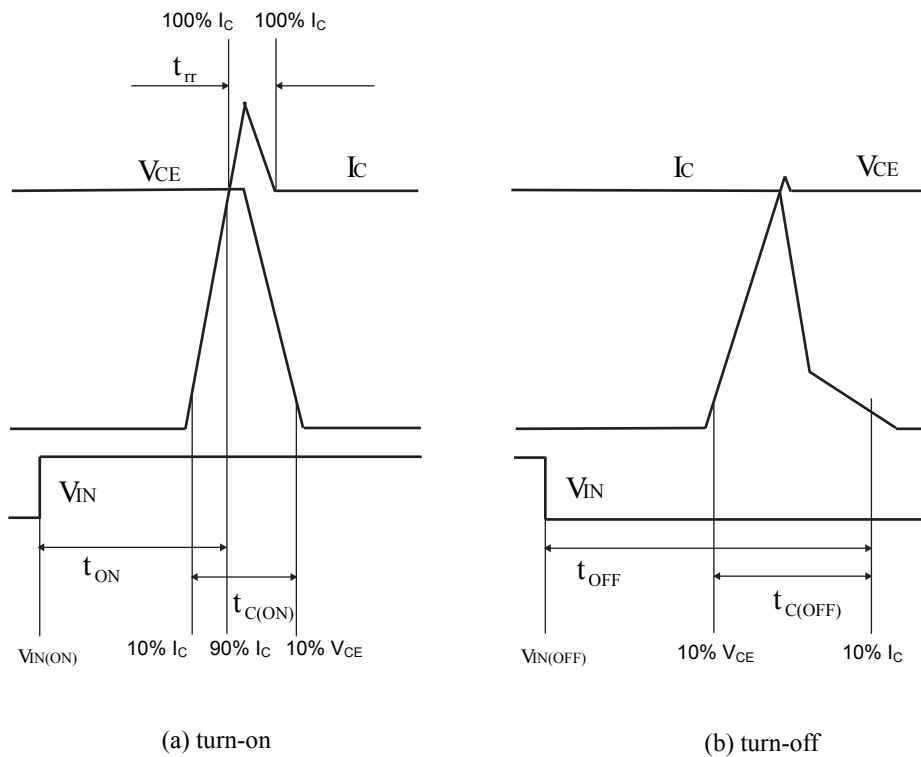 100% IC 100% IC
trr
VCE IC
VIN
tON
tC(ON)
VIN(ON) 10% IC 90% IC 10% VCE
(a) turn-on
IC VCE
VIN
tOFF
tC(OFF)
VIN(OFF) 10% VCE 10% IC
(b) turn-off